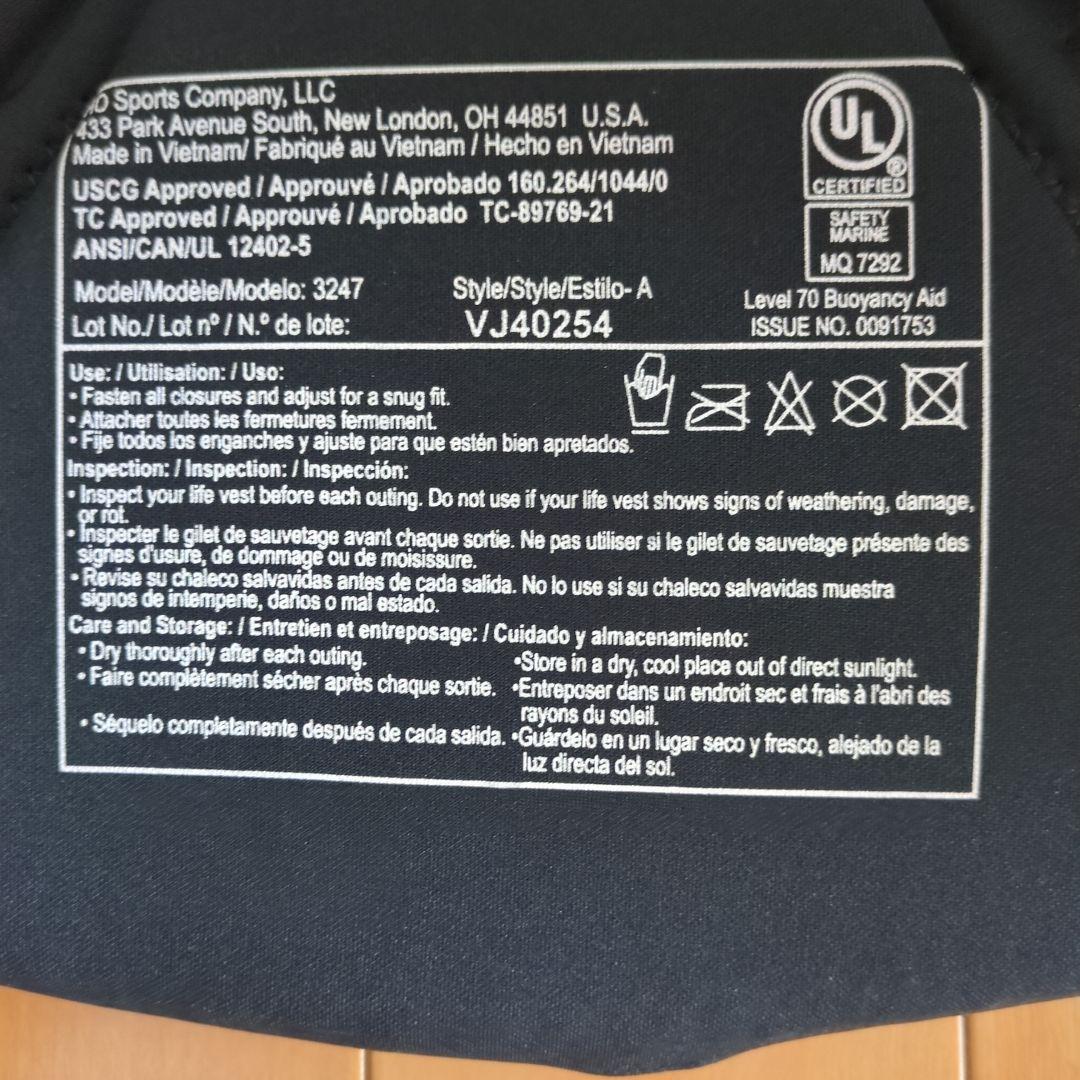 Sports Company, LLC
433 Park Avenue South, New London, OH 44851 U.S.A.
Made in Vietnam/ Fabriqué au Vietnam / Hecho en Vietnam
USCG Approved / Approuvé / Aprobado 160.264/1044/0
TC Approved / Approuvé / Aprobado TC-89769-21
ANSI/CAN/UL 12402-5
Model/Modèle/Modelo: 3247
Style/Style/Estilo- A
Lot No./ Lot nº / N.º de lote:
VJ40254
UL
®
CERTIFIED
SAFETY
MARINE
MQ 7292
Level 70 Buoyancy Aid
ISSUE NO. 0091753
Use: / Utilisation: / Uso:
• Fasten all closures and adjust for a snug fit.
• Attacher toutes les fermetures fermement.
• Fije todos los enganches y ajuste para que estén bien apretados.
Inspection: / Inspection: / Inspección:
• Inspect your life vest before each outing. Do not use if your life vest shows signs of weathering, damage,
or rot.
• Inspecter le gilet de sauvetage avant chaque sortie. Ne pas utiliser si le gilet de sauvetage présente des
signes d'usure, de dommage ou de moisissure.
• Revise su chaleco salvavidas antes de cada salida. No lo use si su chaleco salvavidas muestra
signos de intemperie, daños o mal estado.
Care and Storage: / Entretien et entreposage: / Cuidado y almacenamiento:
• Dry thoroughly after each outing.
• Faire complètement sécher après chaque sortie.
• Séquelo completamente después de cada salida.
•Store in a dry, cool place out of direct sunlight.
•Entreposer dans un endroit sec et frais à l'abri des
rayons du soleil.
•Guárdelo en un lugar seco y fresco, alejado de la
luz directa del sol.